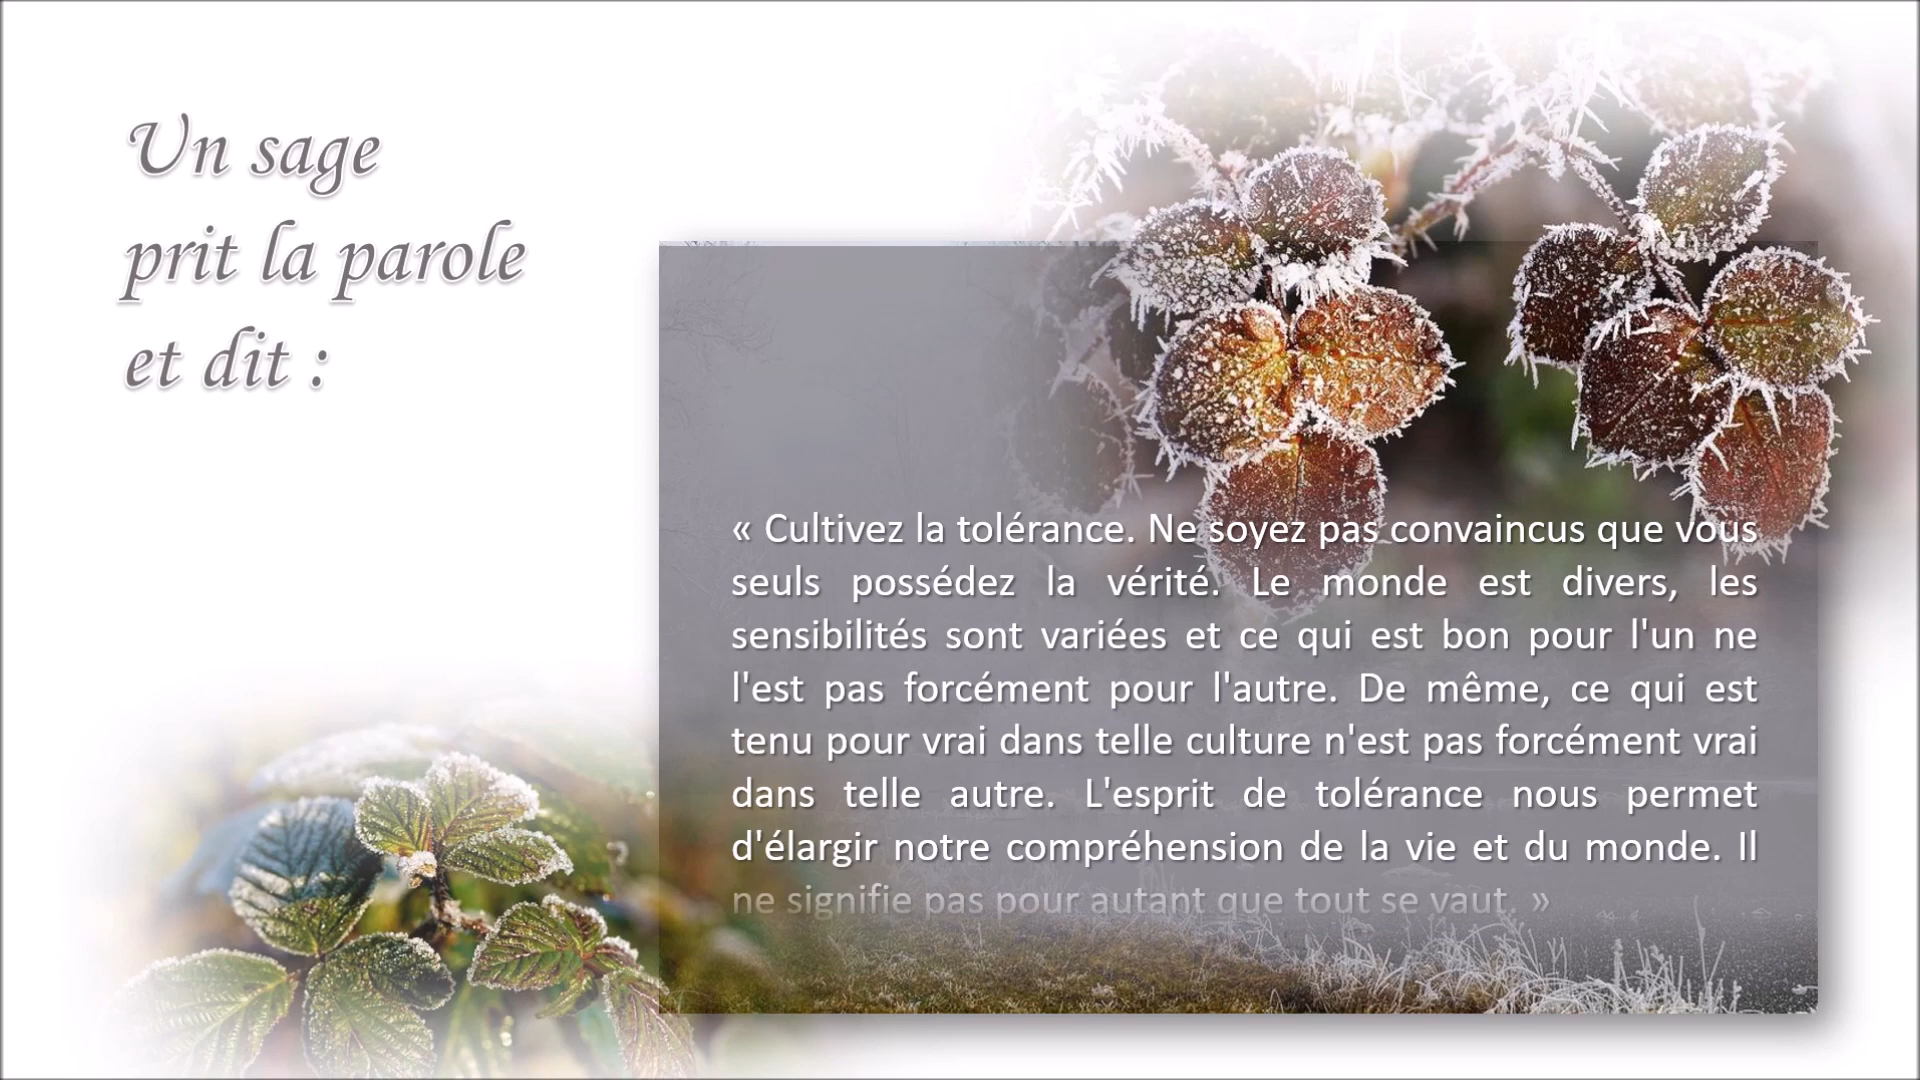 Un sage
prit la parole
et dit :
« Cultivez la tolérance. Ne soyez pas convaincus que vous
seuls possédez la vérité. Le monde est divers, les
sensibilités sont variées et ce qui est bon pour l'un ne
l'est pas forcément pour l'autre. De même, ce qui est
tenu pour vrai dans telle culture n'est pas forcément vrai
dans telle autre. L'esprit de tolérance nous permet
d'élargir notre compréhension de la vie et du monde. Il
ne signifie pas pour autant que tout se vaut. »